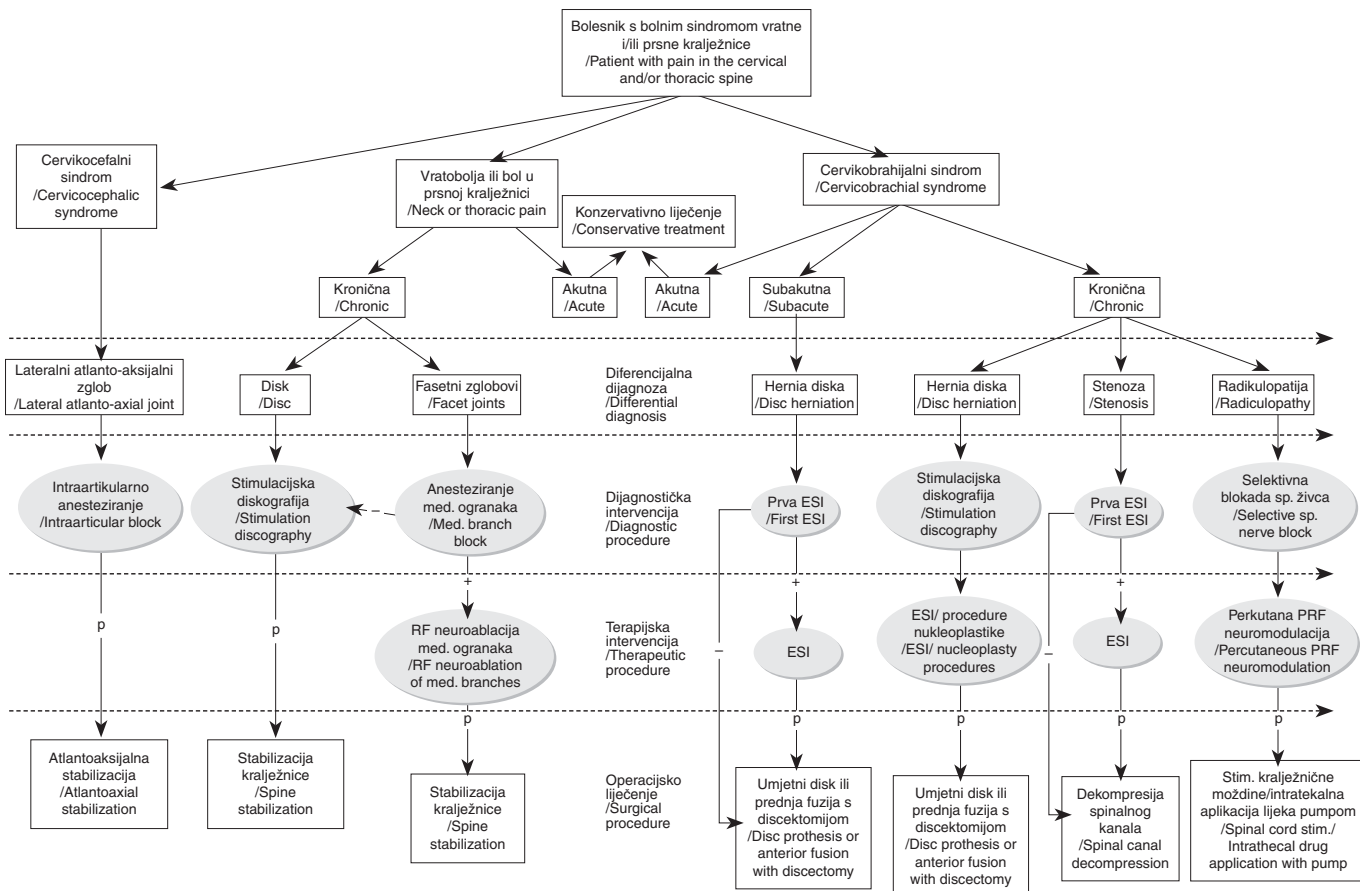 Bolesnik s bolnim sindromom vratne
i/ili prsne kralježnice
/Patient with pain in the cervical
and/or thoracic spine
Cervikocefalni
sindrom
/Cervicocephalic
syndrome
Vratobolja ili bol u
prsnoj kralježnici
/Neck or thoracic pain
Konzervativno liječenje
/Conservative treatment
Cervikobrahijalni sindrom
/Cervicobrachial syndrome
Kronična
/Chronic
Akutna
/Acute
Akutna
/Acute
Subakutna
/Subacute
Kronična
/Chronic
Lateralni atlanto-aksijalni
zglob
/Lateral atlanto-axial joint
Disk
/Disc
Fasetni zglobovi
/Facet joints
Diferencijalna
dijagnoza
/Differential
diagnosis
Hernia diska
/Disc herniation
Hernia diska
/Disc herniation
Stenoza
/Stenosis
Radikulopatija
/Radiculopathy
Intraartikularno
anesteziranje
/Intraarticular block
Stimulacijska
diskografija
/Stimulation
discography
Anesteziranje
med. ogranaka
/Med. branch
block
Dijagnostička
intervencija
/Diagnostic
procedure
Prva ESI
/First ESI
Stimulacijska
diskografija
/Stimulation
discography
Prva ESI
/First ESI
Selektivna
blokada sp. živca
/Selective sp.
nerve block
+
+
+
p
p
RF neuroablacija
med. ogranaka
/RF neuroablation
of med. branches
Terapijska
intervencija
/Therapeutic
procedure
–
ESI
ESI/ procedure
nukleoplastike
/ESI/ nucleoplasty
procedures
–
ESI
Perkutana PRF
neuromodulacija
/Percutaneous PRF
neuromodulation
p
p
p
p
p
Atlantoaksijalna
stabilizacija
/Atlantoaxial
stabilization
Stabilizacija
kralježnice
/Spine
stabilization
Stabilizacija
kralježnice
/Spine
stabilization
Operacijsko
liječenje
/Surgical
procedure
Umjetni disk ili
prednja fuzija s
discektomijom
/Disc prothesis or
anterior fusion
with discectomy
Umjetni disk ili
prednja fuzija s
discektomijom
/Disc prothesis or
anterior fusion
with discectomy
Dekompresija
spinalnog
kanala
/Spinal canal
decompression
Stim. kralježnične
moždine/intratekalna
aplikacija lijeka pumpom
/Spinal cord stim./
Intrathecal drug
application with pump